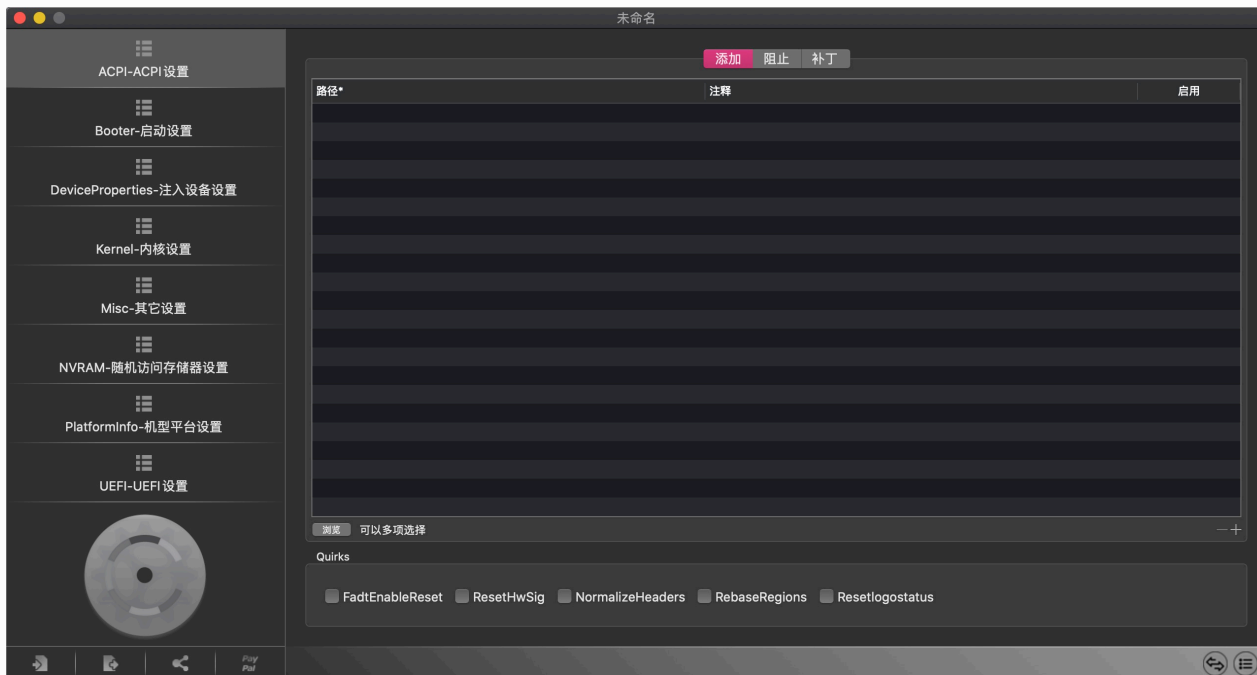 未命名
ACPI-ACPI设置
Booter-启动设置
DeviceProperties-注入设备设置
Kernel-内核设置
Misc-其它设置
NVRAM-随机访问存储器设置
PlatformInfo-机型平台设置
UEFI-UEFI设置
添加 阻止 补丁
路径* 注释 启用
浏览 可以多项选择
Quirks
FadtEnableReset ResetHwSig NormalizeHeaders RebaseRegions Resetlogostatus
Pay
Pal